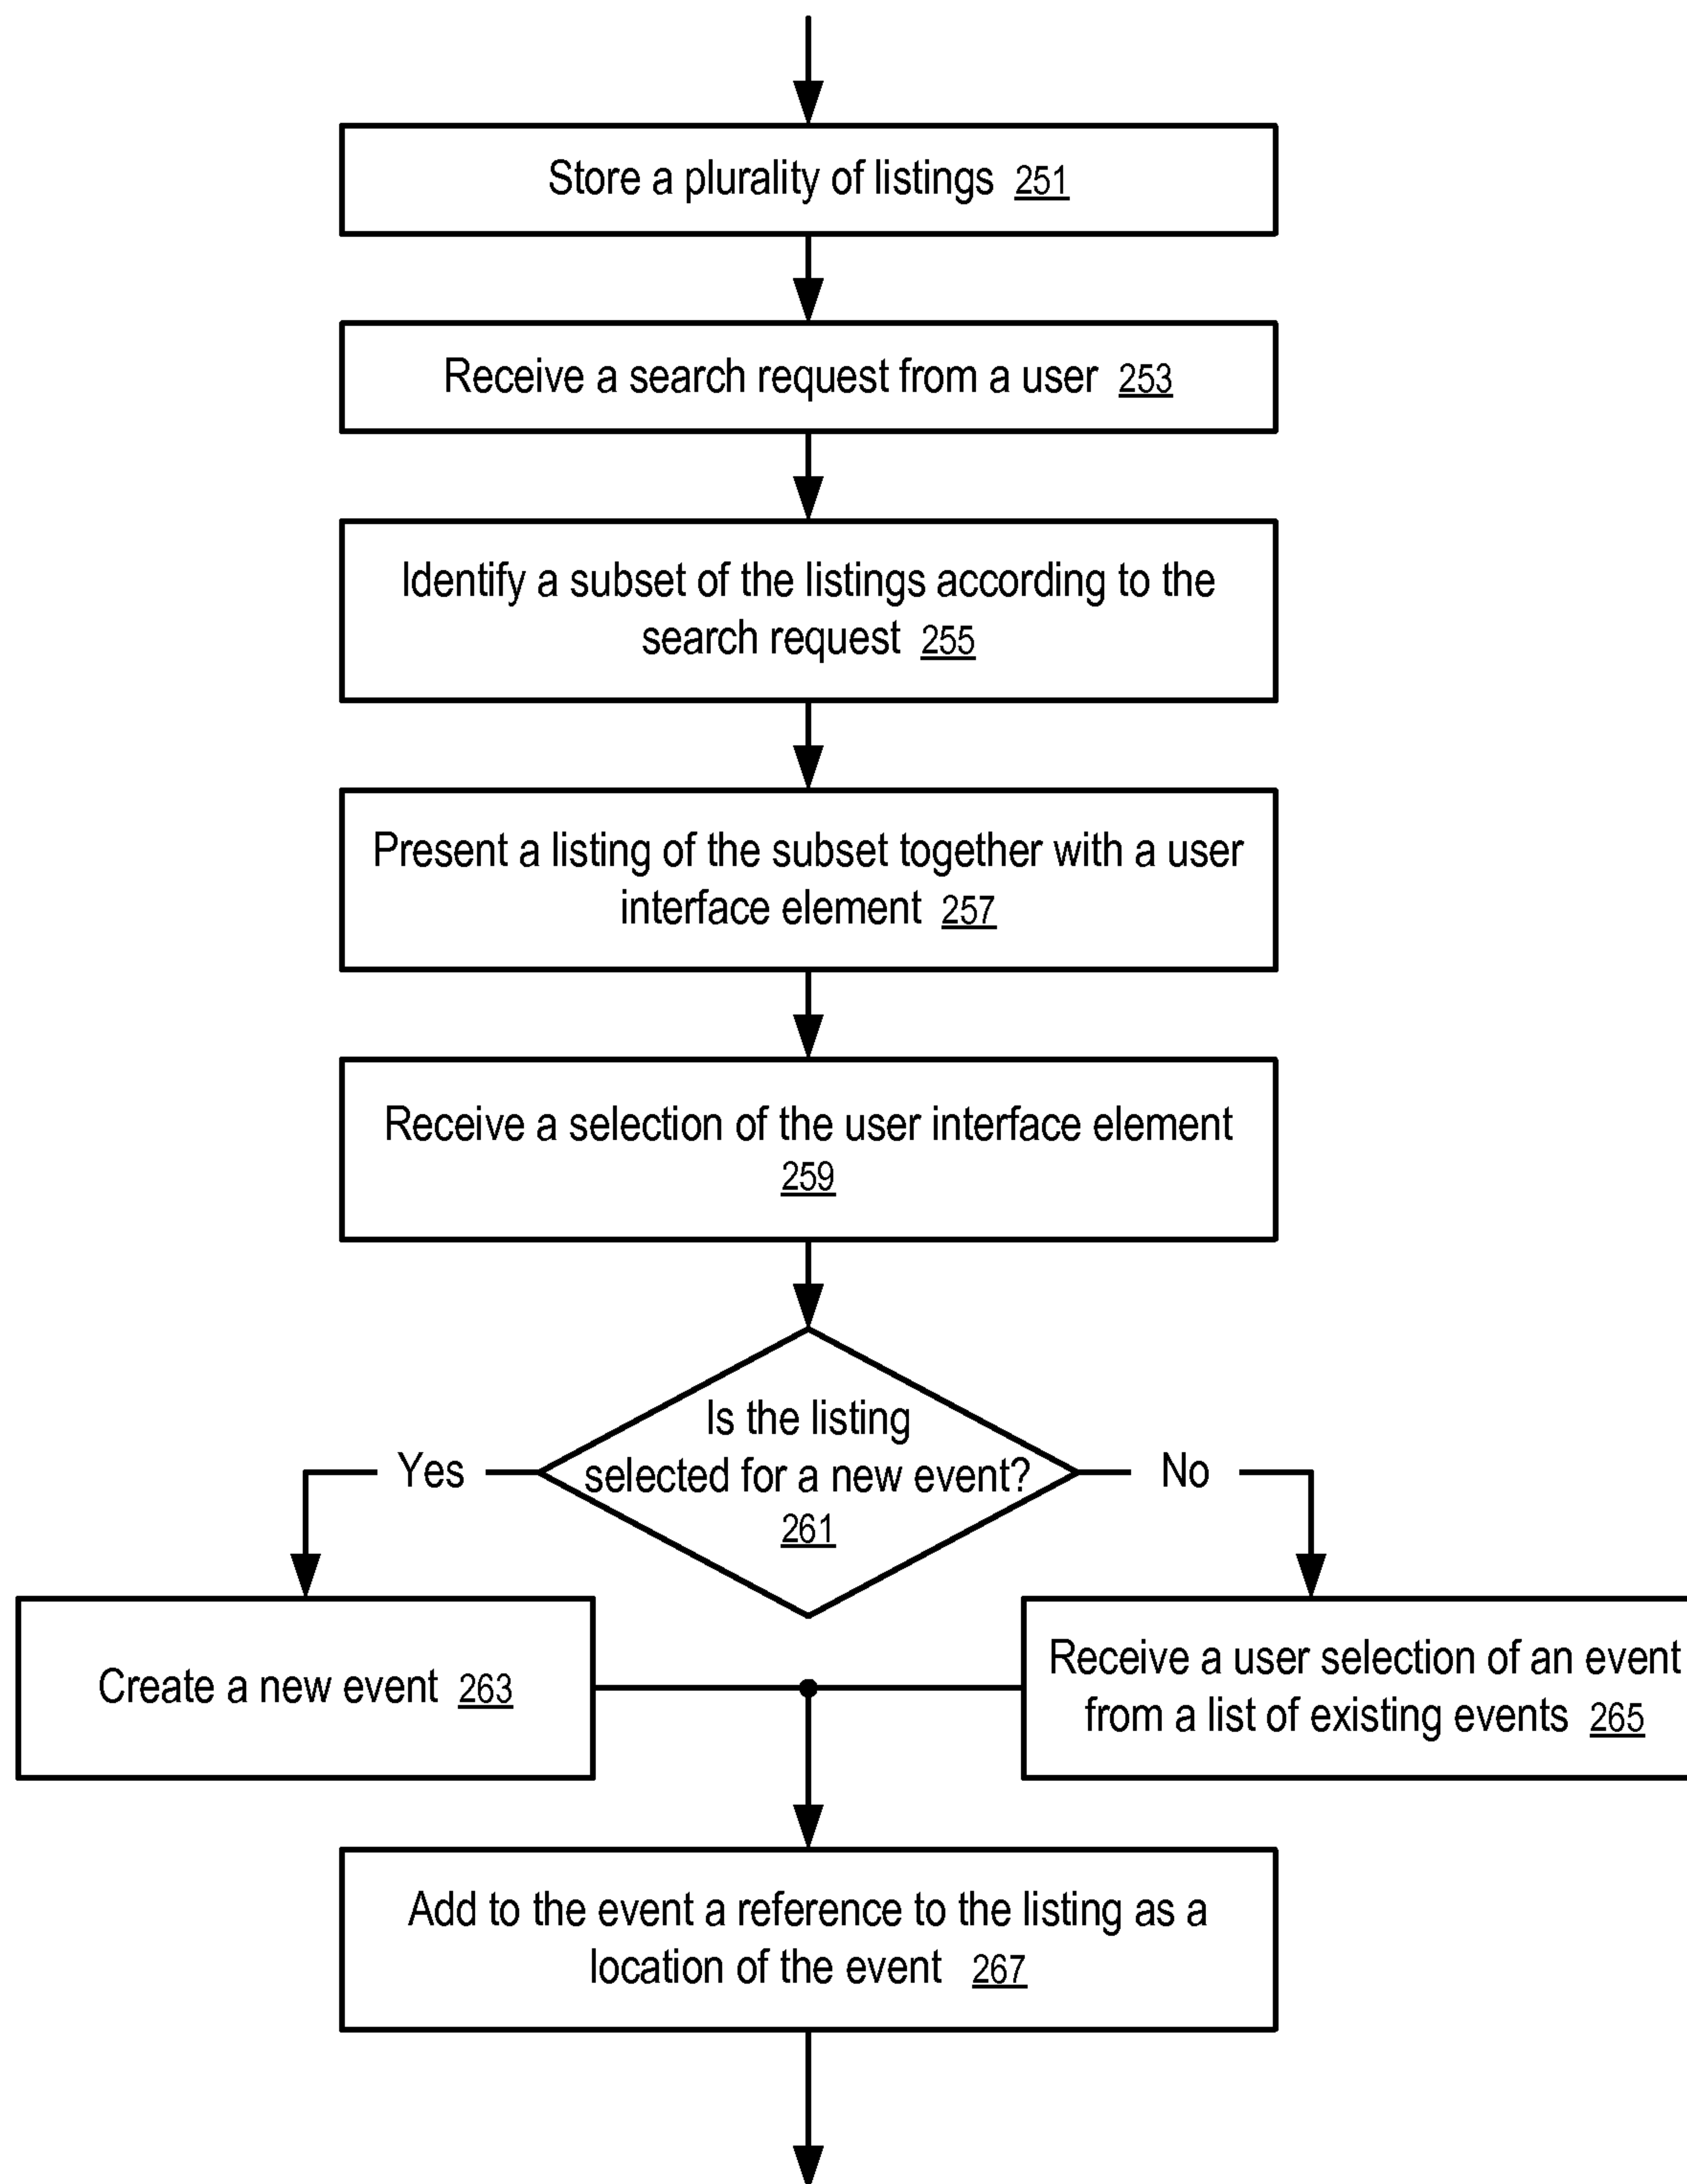 Store a plurality of listings 251
Receive a search request from a user 253
Identify a subset of the listings according to the
search request 255
Present a listing of the subset together with a user
interface element 257
Receive a selection of the user interface element
259
Is the listing
selected for a new event?
261
Yes
No
Create a new event 263
Receive a user selection of an event
from a list of existing events 265
Add to the event a reference to the listing as a
location of the event 267